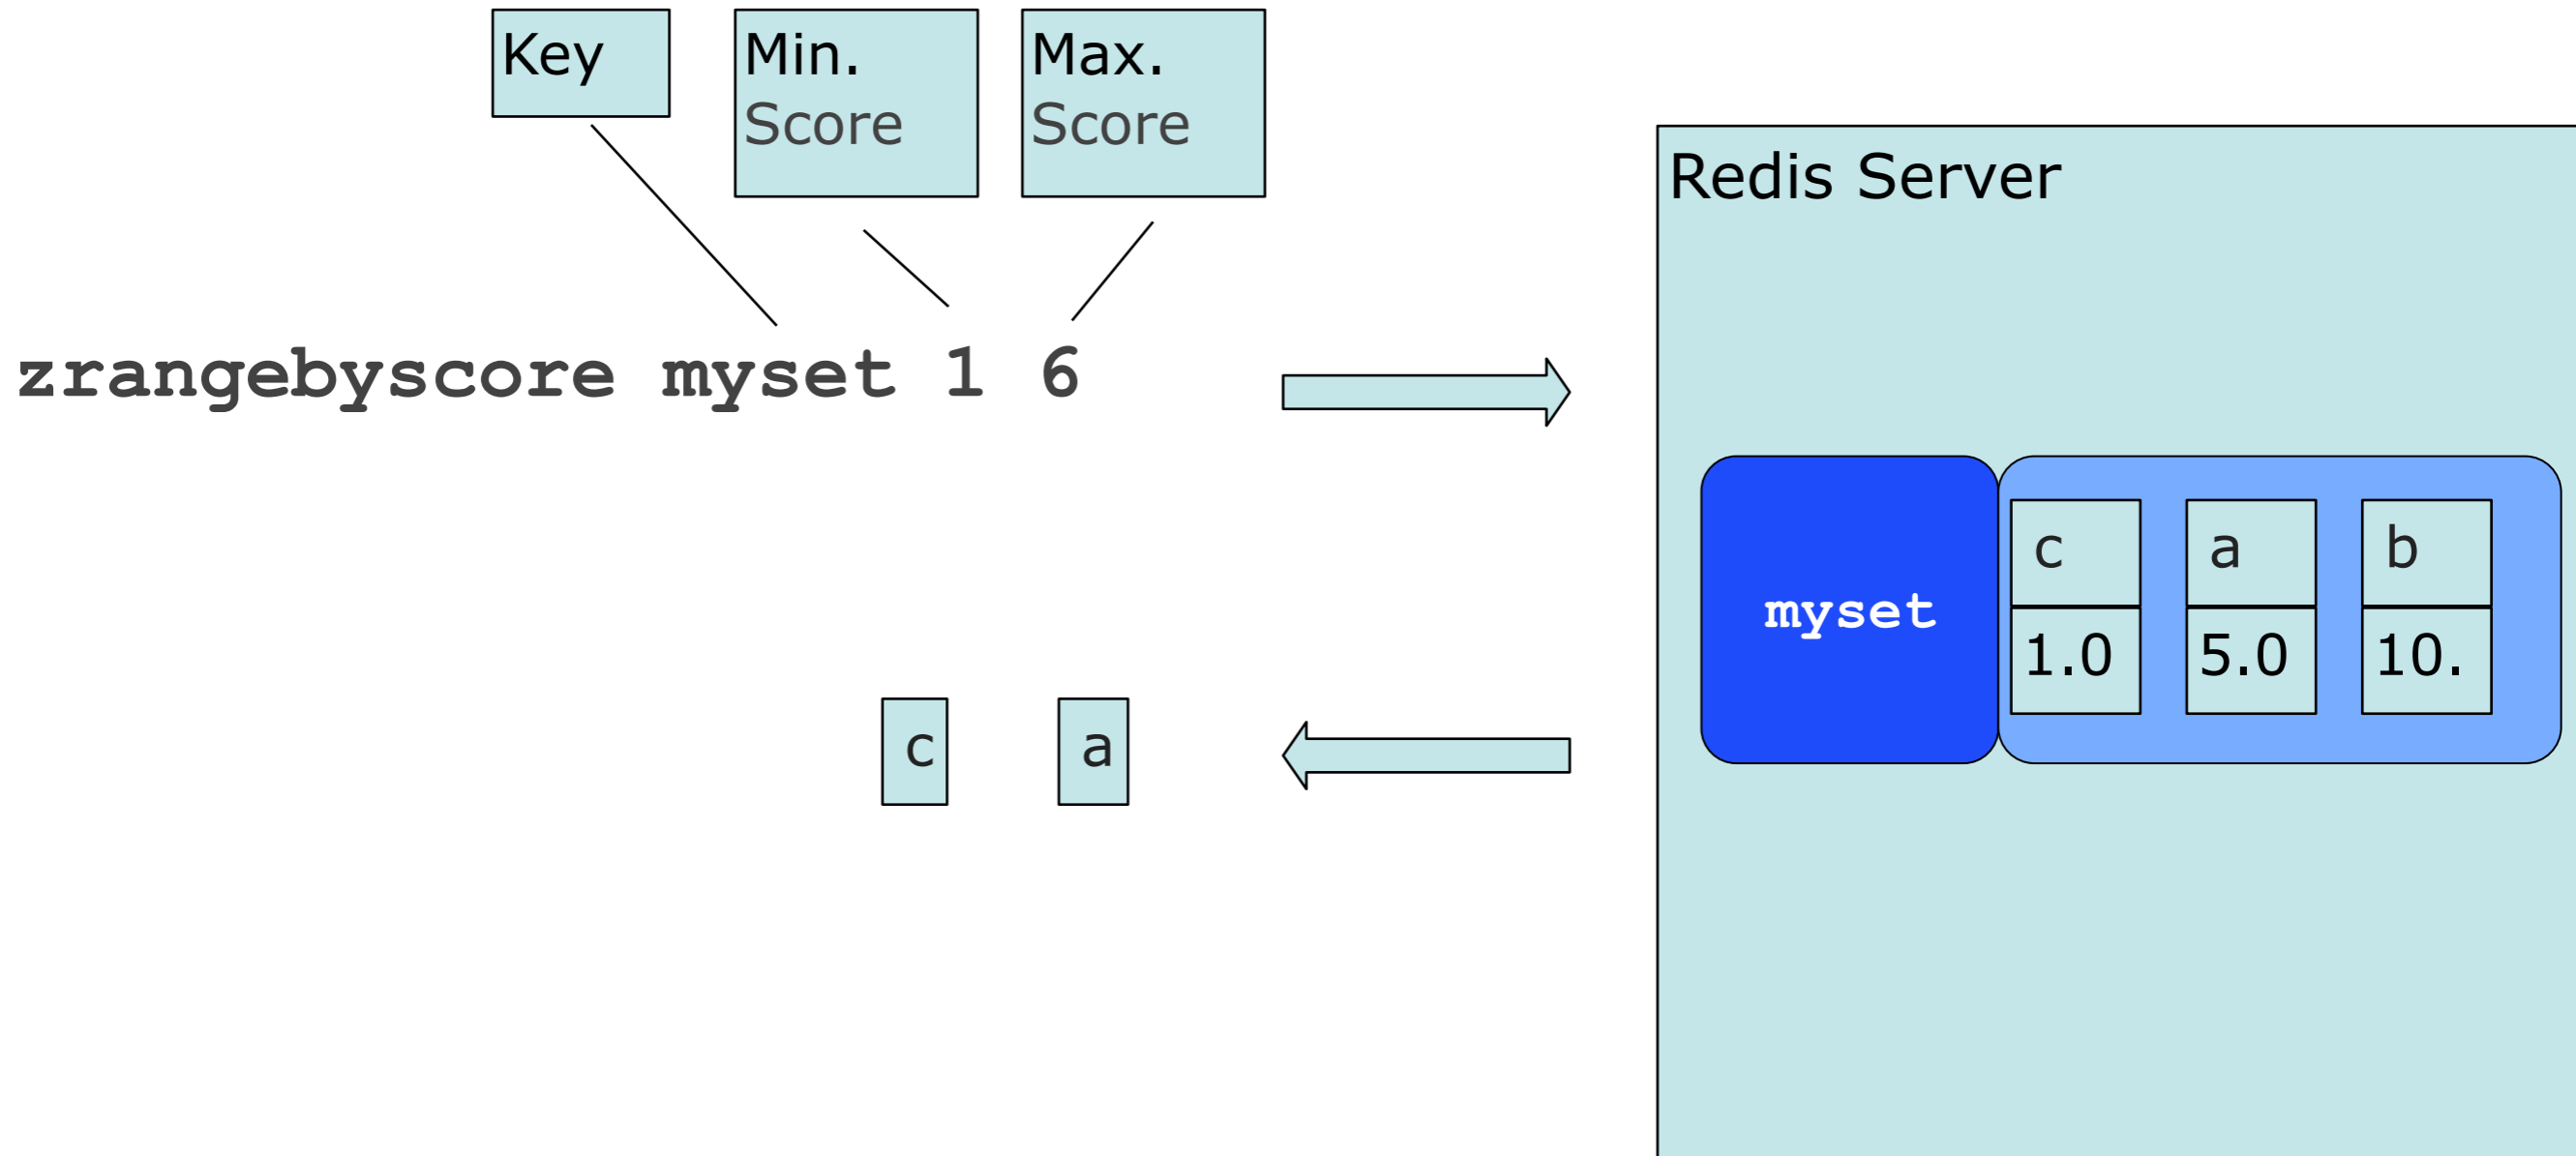 Key
Min.
Score
Max.
Score
zrangebyscore myset 1 6
Redis Server
myset
c
a
b
1.0
5.0
10.
c
a